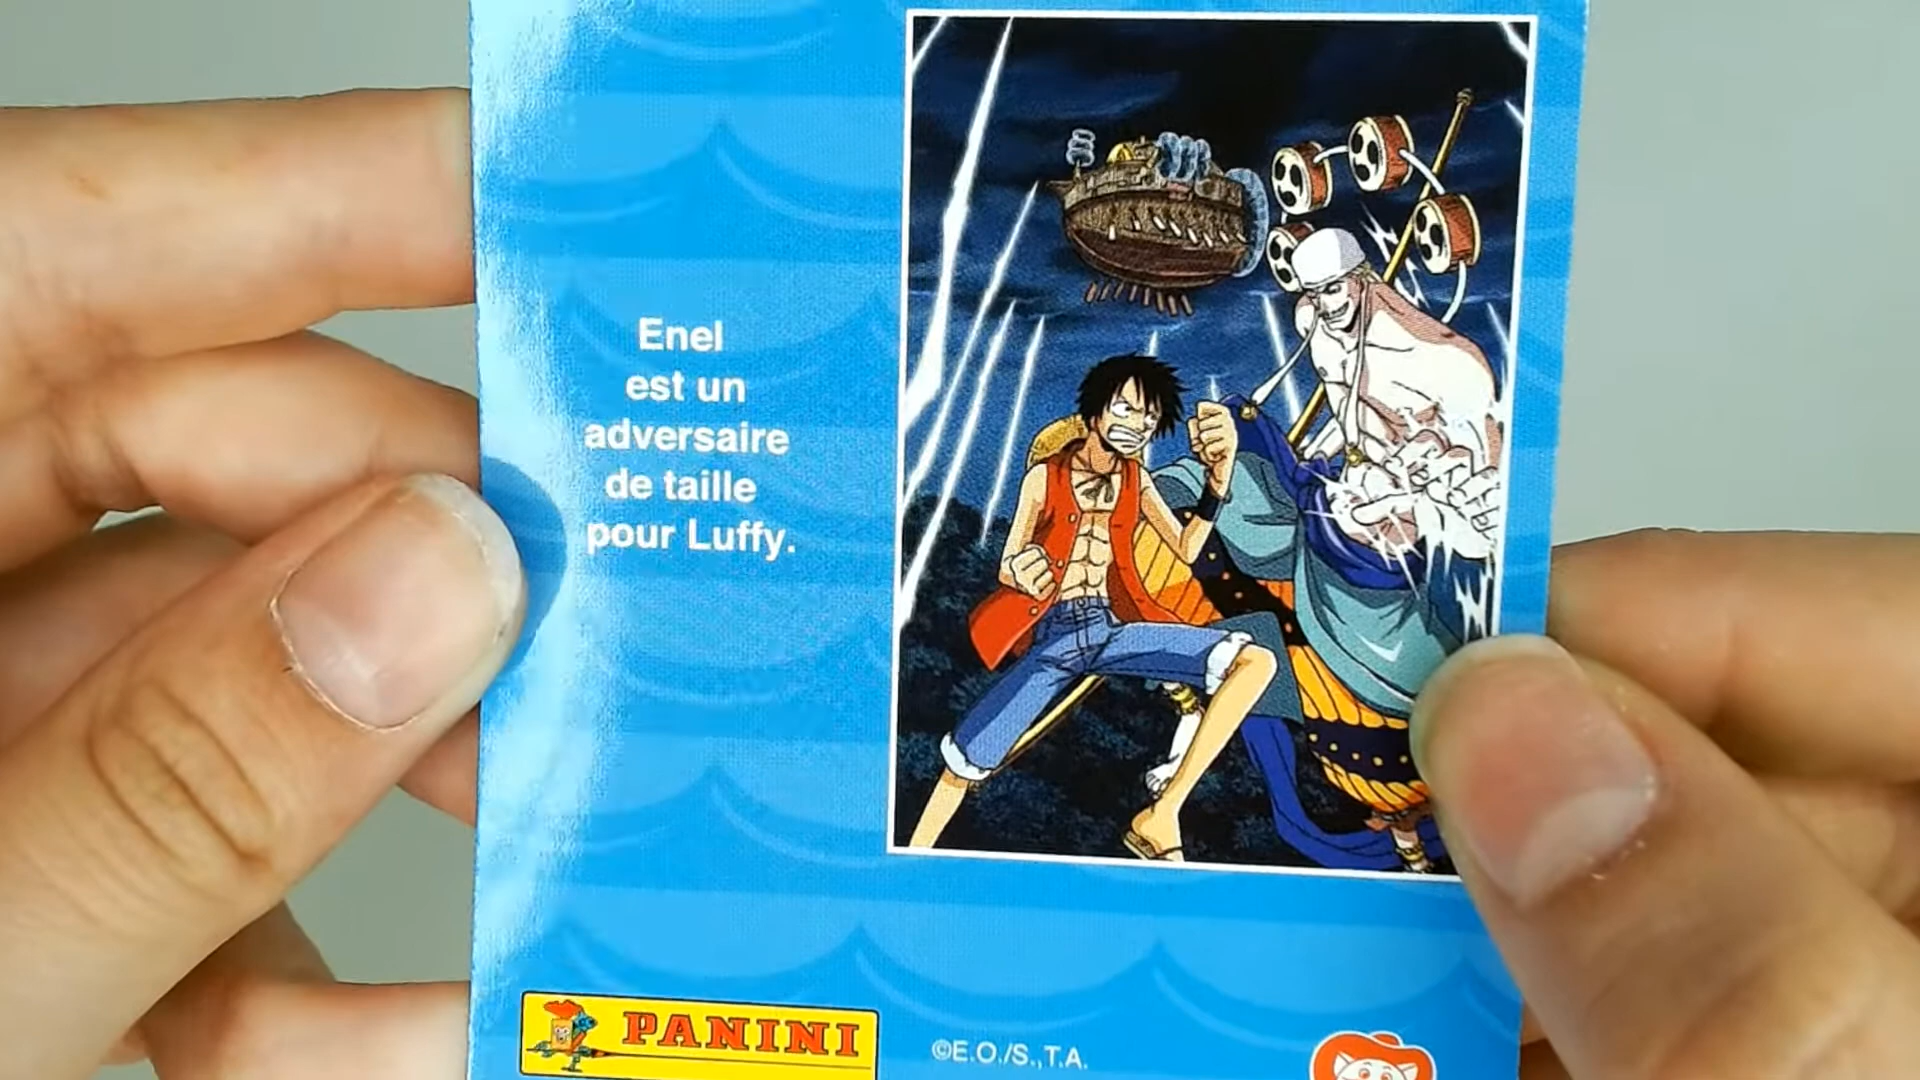 Enel
est un
adversaire
de taille
pour Luffy.
PANINI
©E.O./S.,T.A.